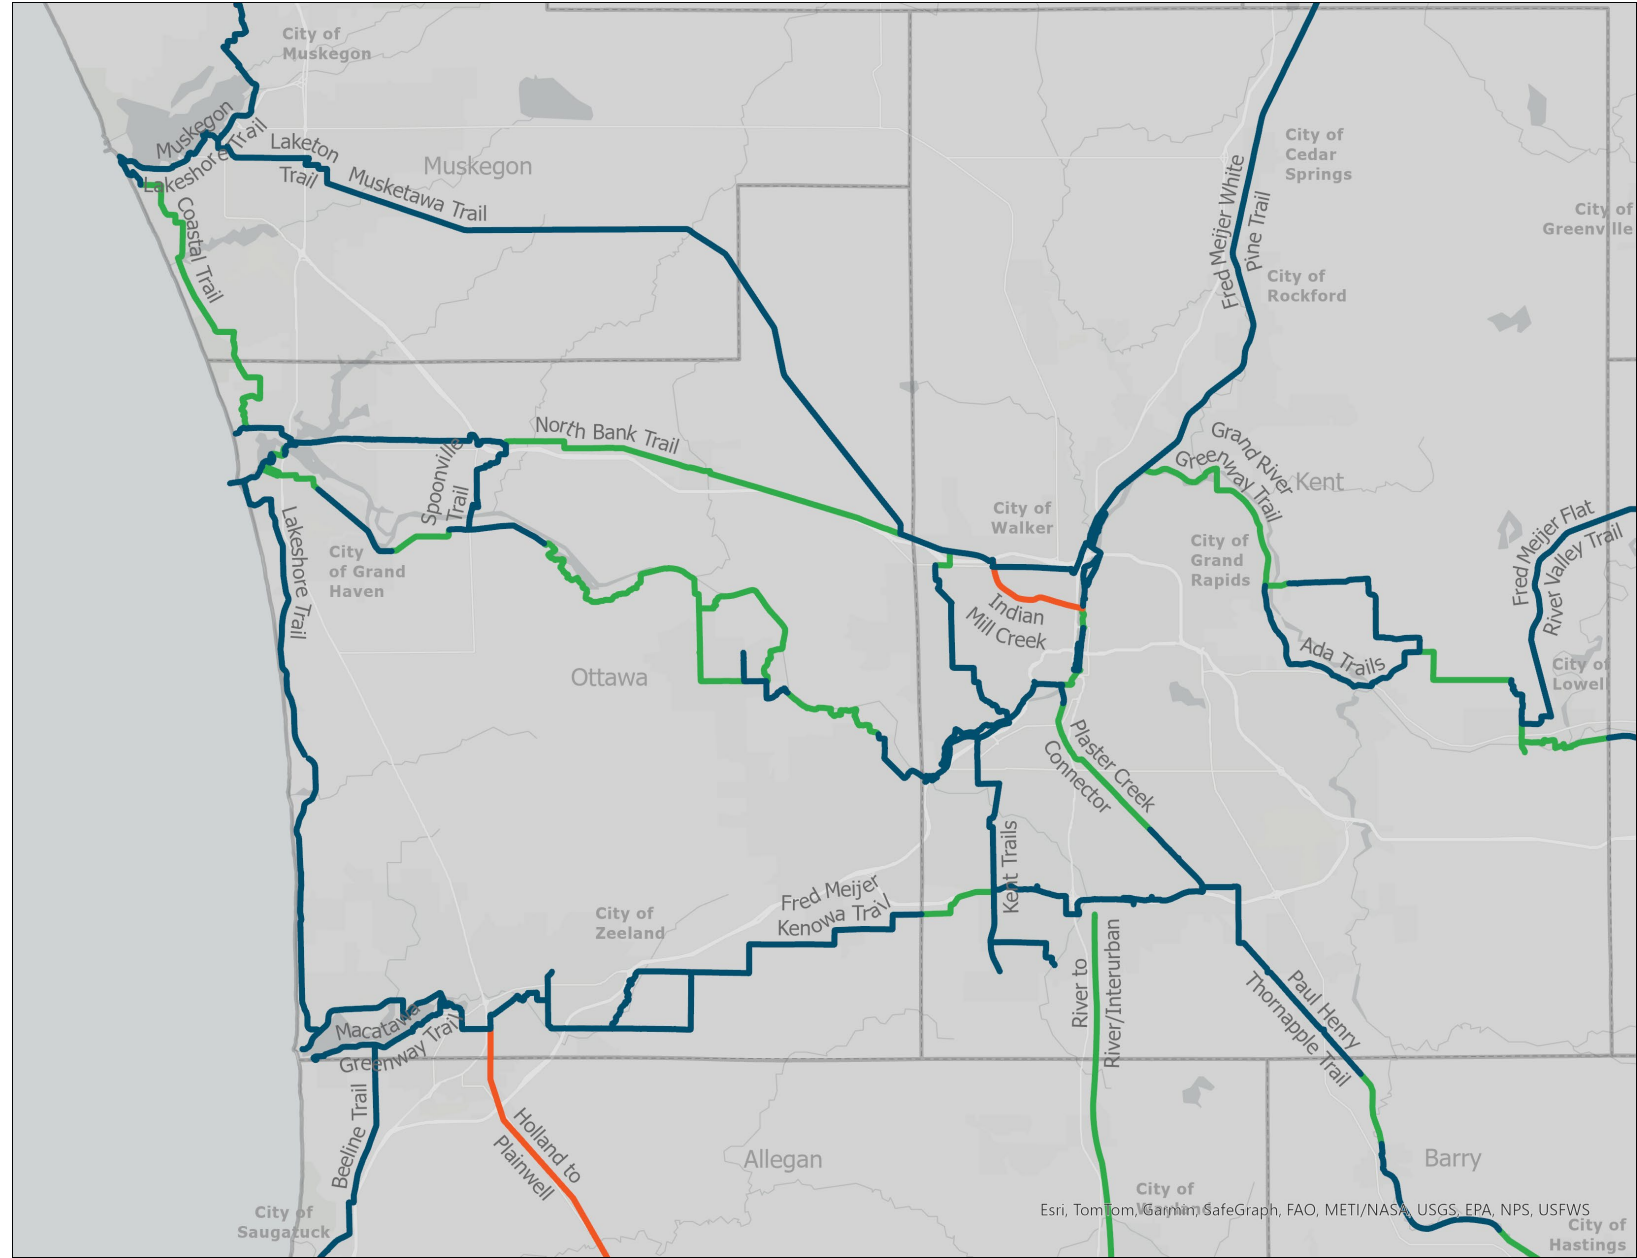 City of
Muskegon
Muskegon
Lakeshore Trail
Laketon
Trail
Musketawa Trail
Muskegon
Coastal Trail
City of
Cedar
Springs
Fred Meijer White
Pine Trail
City of
Greenville
City of
Rockford
North Bank Trail
Spoonville
Trail
Grand River
Greenway Trail
Kent
City of
Walker
City of
Grand
Rapids
Fred Meijer Flat
River Valley Trail
Lakeshore Trail
City
of Grand
Haven
Indian
Mill Creek
Ada Trails
City of
Lowell
Ottawa
Plaster Creek
Connector
Kent Trails
Fred Meijer
Kenowa Trail
City of
Zeeland
River to
River/Interurban
Paul Henry
Thornapple Trail
Macatawa
Greenway Trail
Beeline Trail
Holland to
Plainwell
Allegan
Barry
City of
Wayland
Esri, TomTom, Garmin, SafeGraph, FAO, METI/NASA, USGS, EPA, NPS, USFWS
City of
Saugatuck
City of
Hastings